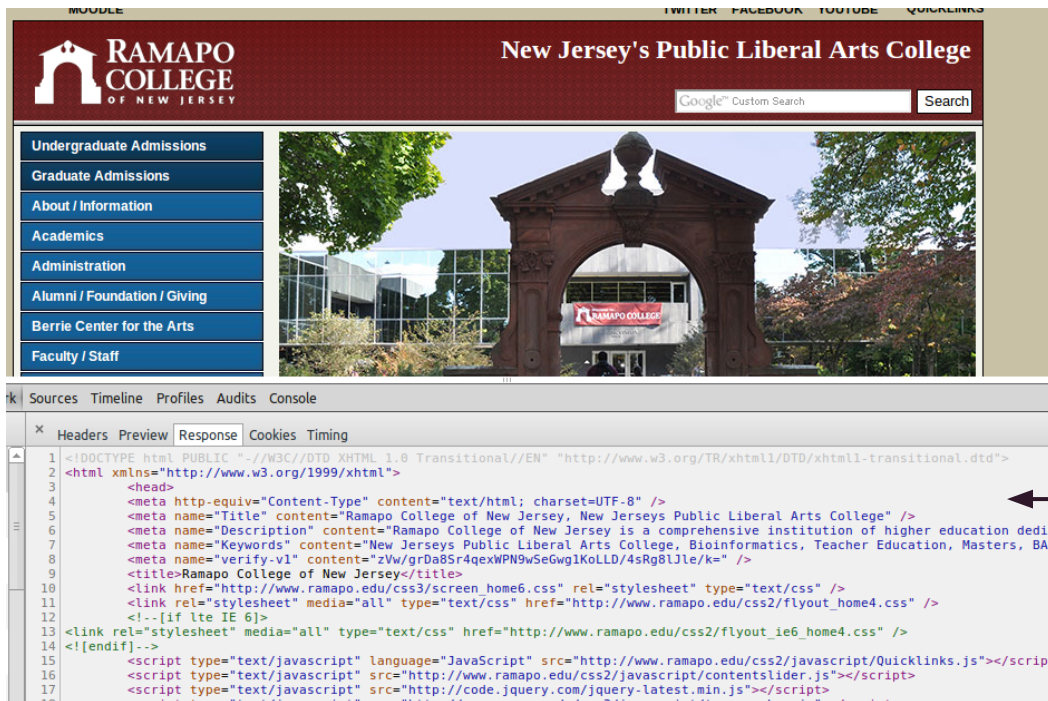 MOODLE TWITTER FACEBOOK YOUTUBE QUICKLINKS
RAMAPO
COLLEGE
OF NEW JERSEY
New Jersey's Public Liberal Arts College
Google™ Custom Search Search
Undergraduate Admissions
Graduate Admissions
About / Information
Academics
Administration
Alumni / Foundation / Giving
Berrie Center for the Arts
Faculty / Staff
RAMAPO COLLEGE
rk Sources Timeline Profiles Audits Console
× Headers Preview Response Cookies Timing
1 <!DOCTYPE html PUBLIC "-//W3C//DTD XHTML 1.0 Transitional//EN" "http://www.w3.org/TR/xhtml1/DTD/xhtml1-transitional.dtd">
2 <html xmlns="http://www.w3.org/1999/xhtml">
3 <head>
4 <meta http-equiv="Content-Type" content="text/html; charset=UTF-8" />
5 <meta name="Title" content="Ramapo College of New Jersey, New Jerseys Public Liberal Arts College" />
6 <meta name="Description" content="Ramapo College of New Jersey is a comprehensive institution of higher education dedi
7 <meta name="Keywords" content="New Jerseys Public Liberal Arts College, Bioinformatics, Teacher Education, Masters, BA
8 <meta name="verify-v1" content="zVw/grDa8Sr4qexWPN9wSeGwg1KoLLD/4sRg8lJle/k=" />
9 <title>Ramapo College of New Jersey</title>
10 <link href="http://www.ramapo.edu/css3/screen_home6.css" rel="stylesheet" type="text/css" />
11 <link rel="stylesheet" media="all" type="text/css" href="http://www.ramapo.edu/css2/flyout_home4.css" />
12 <!--[if lte IE 6]>
13 <link rel="stylesheet" media="all" type="text/css" href="http://www.ramapo.edu/css2/flyout_ie6_home4.css" />
14 <![endif]-->
15 <script type="text/javascript" language="JavaScript" src="http://www.ramapo.edu/css2/javascript/Quicklinks.js"></scrip
16 <script type="text/javascript" src="http://www.ramapo.edu/css2/javascript/contentslider.js"></script>
17 <script type="text/javascript" src="http://code.jquery.com/jquery-latest.min.js"></script>